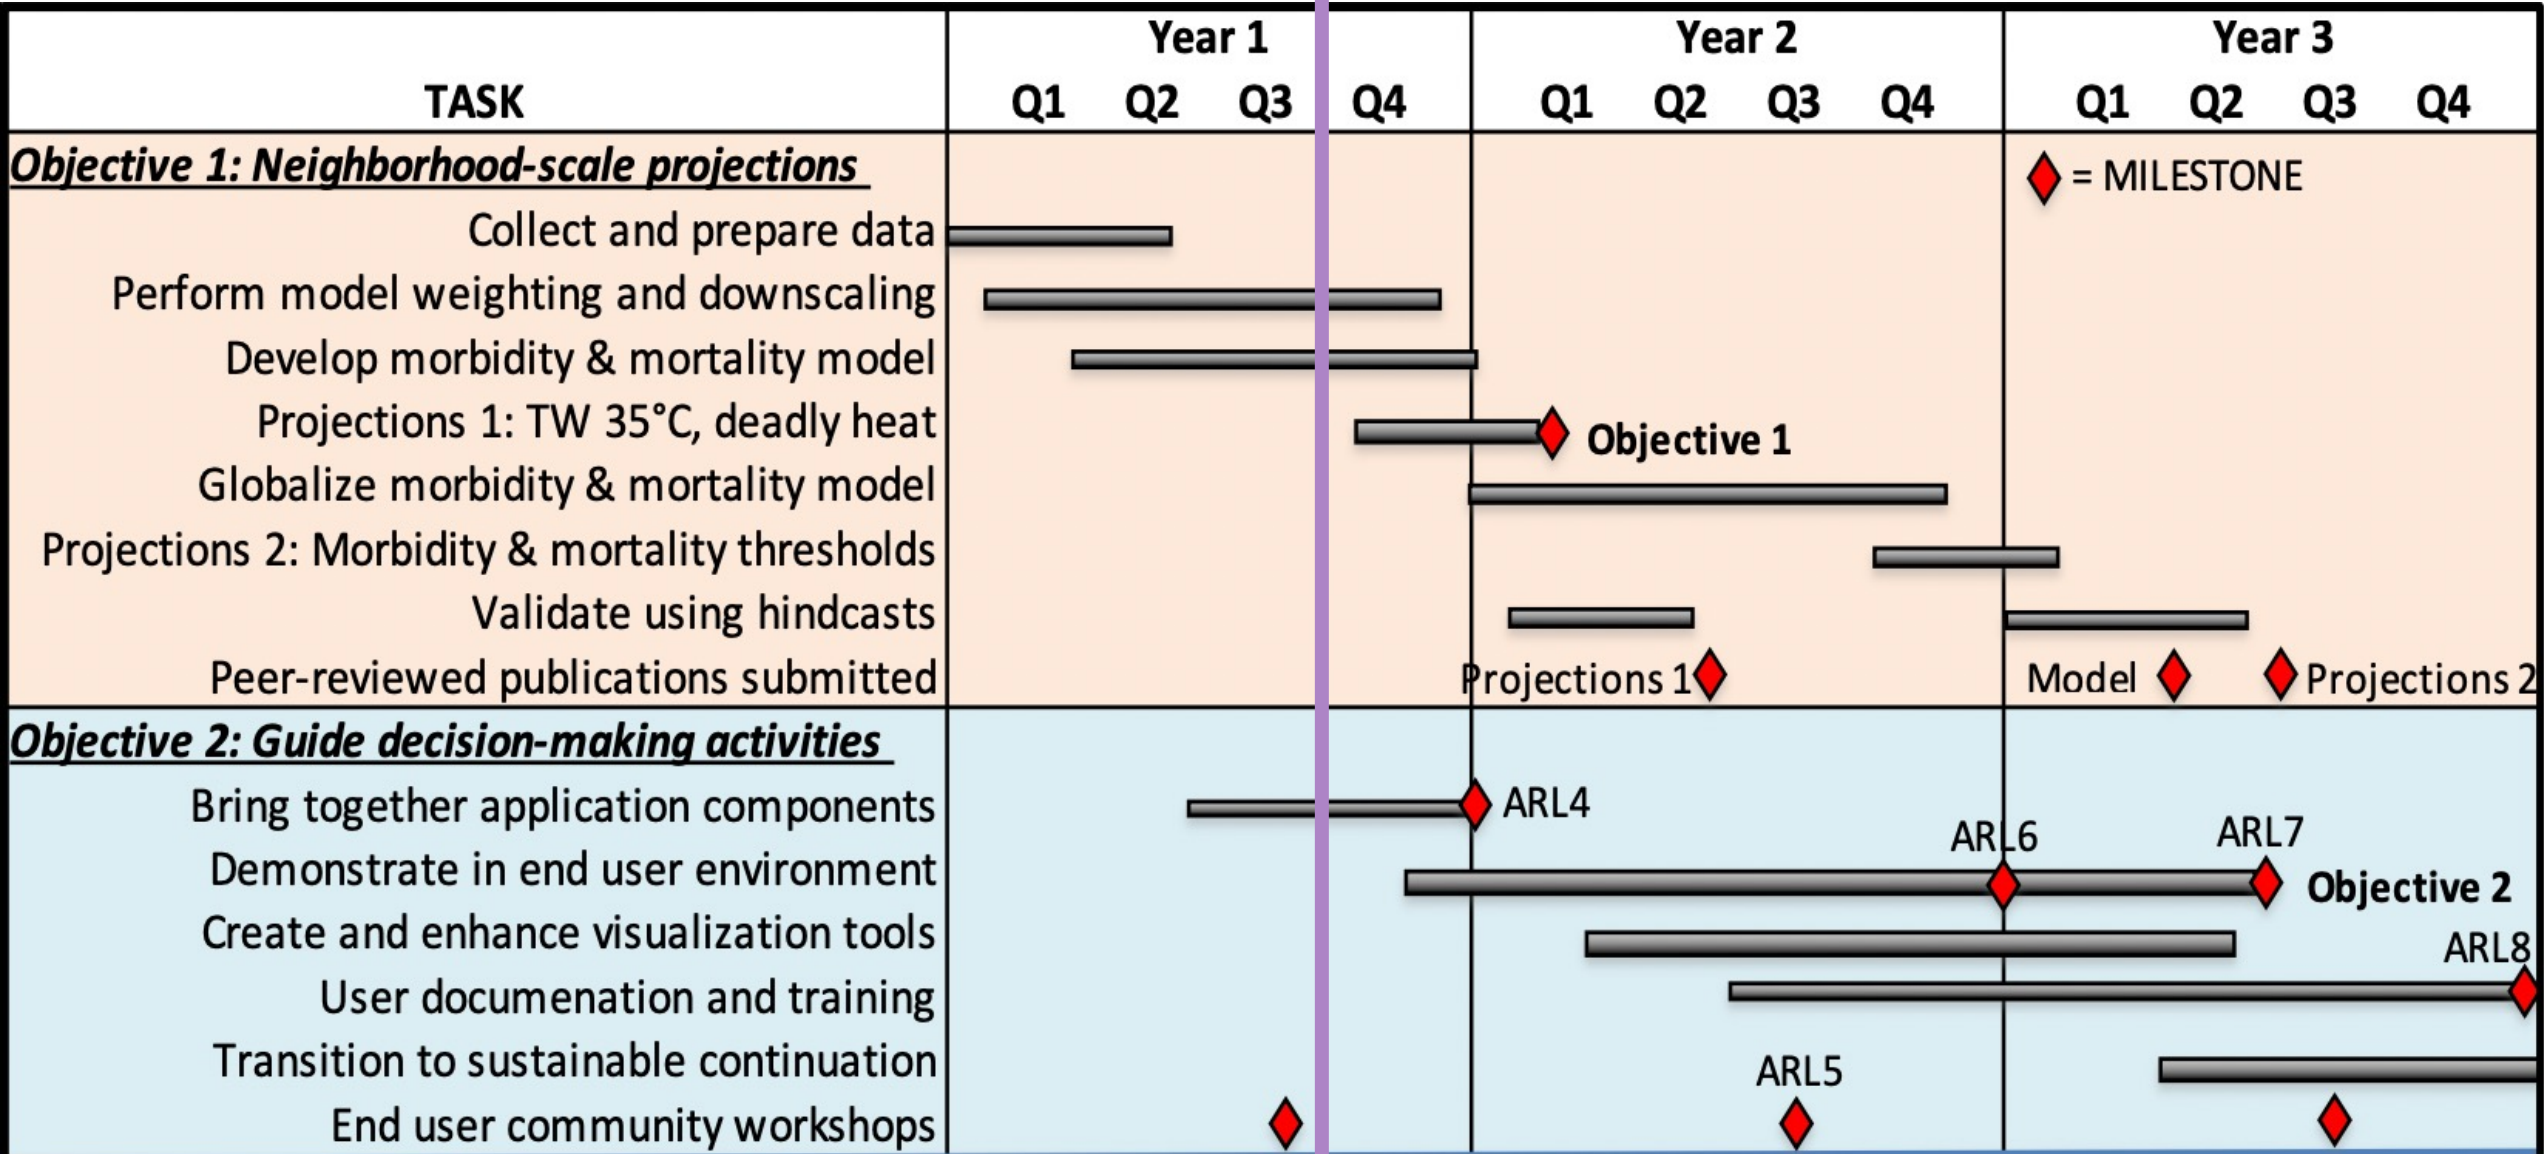 Year 1 Year 2 Year 3
TASK Q1 Q2 Q3 Q4 Q1 Q2 Q3 Q4 Q1 Q2 Q3 Q4
Objective 1: Neighborhood-scale projections
= MILESTONE
Collect and prepare data
Perform model weighting and downscaling
Develop morbidity & mortality model
Projections 1: TW 35°C, deadly heat
Objective 1
Globalize morbidity & mortality model
Projections 2: Morbidity & mortality thresholds
Validate using hindcasts
Peer-reviewed publications submitted
Projections 1
Model
Projections 2
Objective 2: Guide decision-making activities
Bring together application components
ARL4
ARL6
ARL7
Demonstrate in end user environment
Objective 2
Create and enhance visualization tools
ARL8
User documenation and training
Transition to sustainable continuation
ARL5
End user community workshops